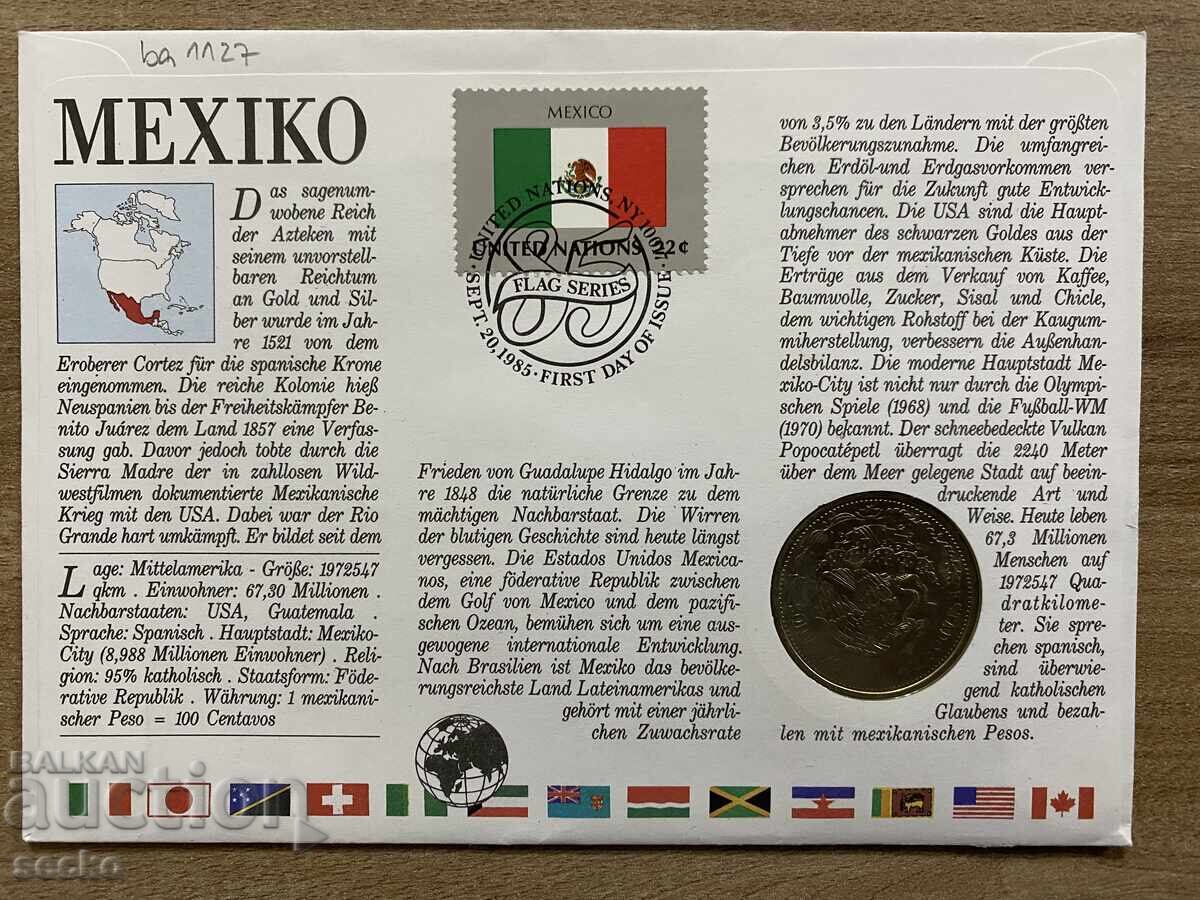 ba 1127
MEXIKO
Das sagenum-
wobene Reich
der Azteken mit
seinem unvorstell-
baren Reichtum
an Gold und Sil-
ber wurde im Jah-
re 1521 von dem
Eroberer Cortez für die spanische Krone
eingenommen. Die reiche Kolonie hieß
Neuspanien bis der Freiheitskämpfer Be-
nito Juárez dem Land 1857 eine Verfas-
sung gab. Davor jedoch tobte durch die
Sierra Madre der in zahllosen Wild-
westfilmen dokumentierte Mexikanische
Krieg mit den USA. Dabei war der Rio
Grande hart umkämpft. Er bildet seit dem
Lage: Mittelamerika - Größe: 1972547
qkm . Einwohner: 67,30 Millionen .
Nachbarstaaten: USA, Guatemala .
Sprache: Spanisch . Hauptstadt: Mexiko-
City (8,988 Millionen Einwohner) . Reli-
gion: 95% katholisch . Staatsform: Föde-
rative Republik . Währung: 1 mexikani-
scher Peso = 100 Centavos
MEXICO
UNITED NATIONS 22¢
UNITED NATIONS, NY 10017
FLAG SERIES
SEPT. 20, 1985 · FIRST DAY OF ISSUE
Frieden von Guadalupe Hidalgo im Jah-
re 1848 die natürliche Grenze zu dem
mächtigen Nachbarstaat. Die Wirren
der blutigen Geschichte sind heute längst
vergessen. Die Estados Unidos Mexica-
nos, eine föderative Republik zwischen
dem Golf von Mexico und dem pazifi-
schen Ozean, bemühen sich um eine aus-
gewogene internationale Entwicklung.
Nach Brasilien ist Mexiko das bevölke-
rungsreichste Land Lateinamerikas und
gehört mit einer jährli-
chen Zuwachsrate
von 3,5% zu den Ländern mit der größten
Bevölkerungszunahme. Die umfangrei-
chen Erdöl-und Erdgasvorkommen ver-
sprechen für die Zukunft gute Entwick-
lungschancen. Die USA sind die Haupt-
abnehmer des schwarzen Goldes aus der
Tiefe vor der mexikanischen Küste. Die
Erträge aus dem Verkauf von Kaffee,
Baumwolle, Zucker, Sisal und Chicle,
dem wichtigen Rohstoff bei der Kaugum-
miherstellung, verbessern die Außenhan-
delsbilanz. Die moderne Hauptstadt Me-
xiko-City ist nicht nur durch die Olympi-
schen Spiele (1968) und die Fußball-WM
(1970) bekannt. Der schneebedeckte Vulkan
Popocatépetl überragt die 2240 Meter
über dem Meer gelegene Stadt auf beein-
druckende Art und
Weise. Heute leben
67,3 Millionen
Menschen auf
1972547 Qua-
dratkilome-
ter. Sie spre-
chen spanisch,
sind überwie-
gend katholischen
Glaubens und bezah-
len mit mexikanischen Pesos.
BALKAN
auction
secko